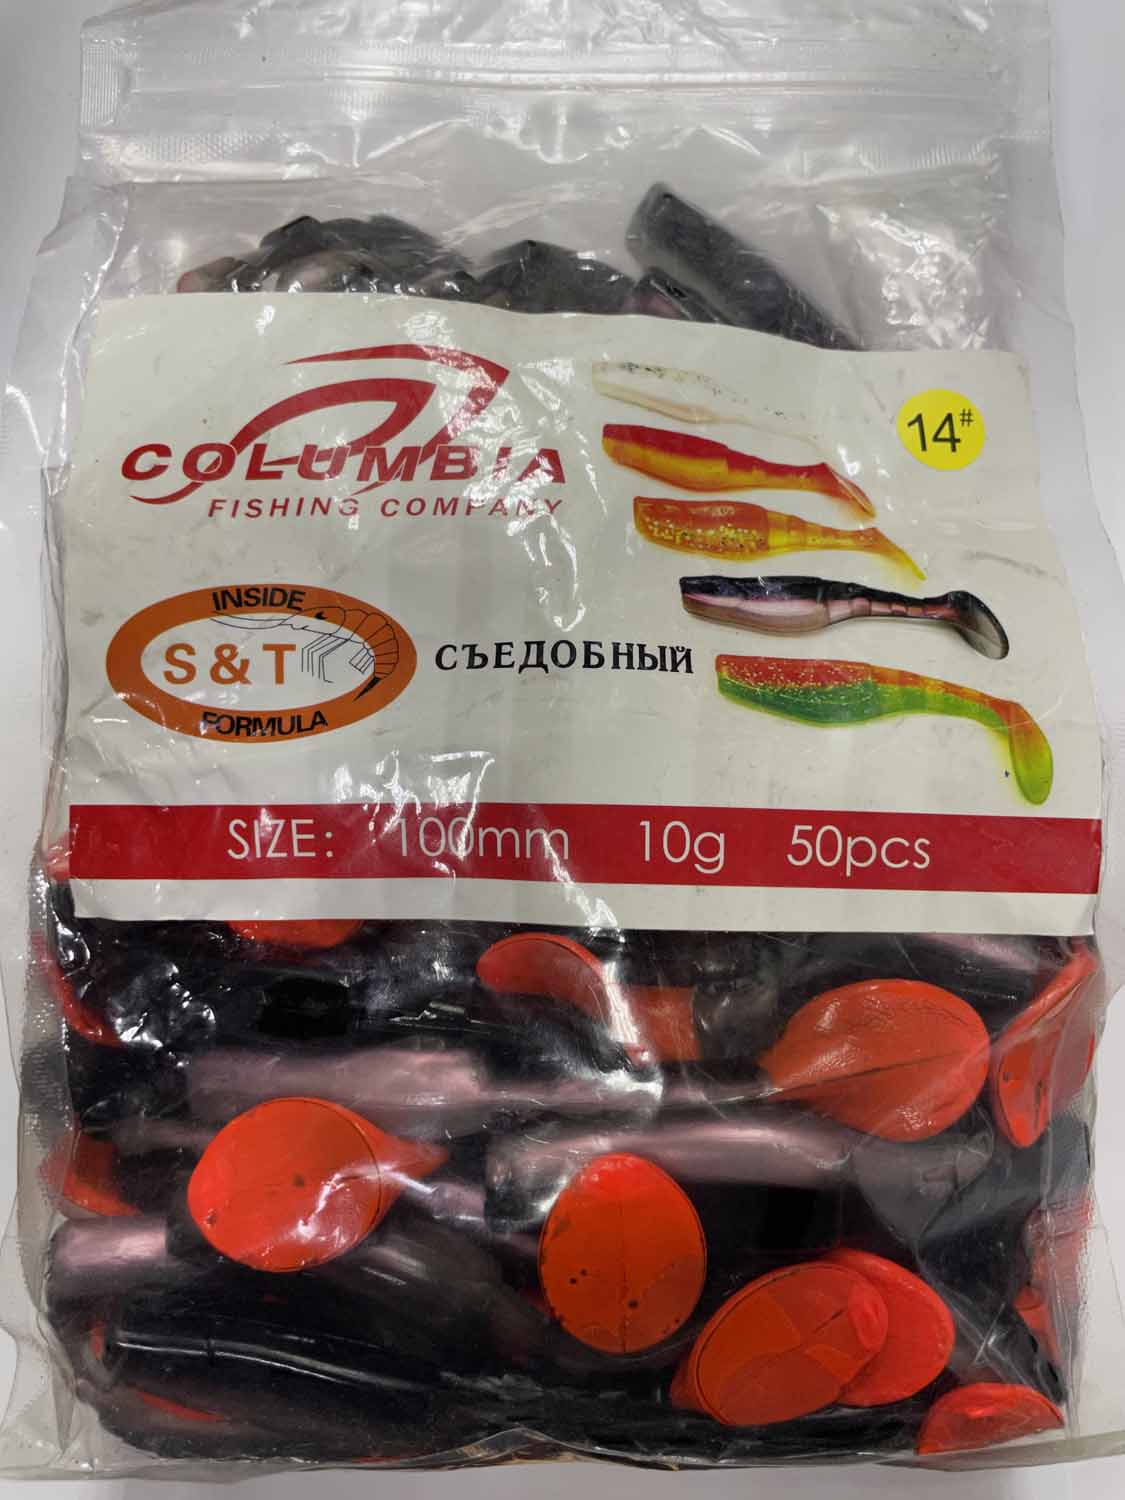 COLUMBIA
FISHING COMPANY
14#
INSIDE
S & T
FORMULA
СЪЕДОБНЫЙ
SIZE: 100mm 10g 50pcs